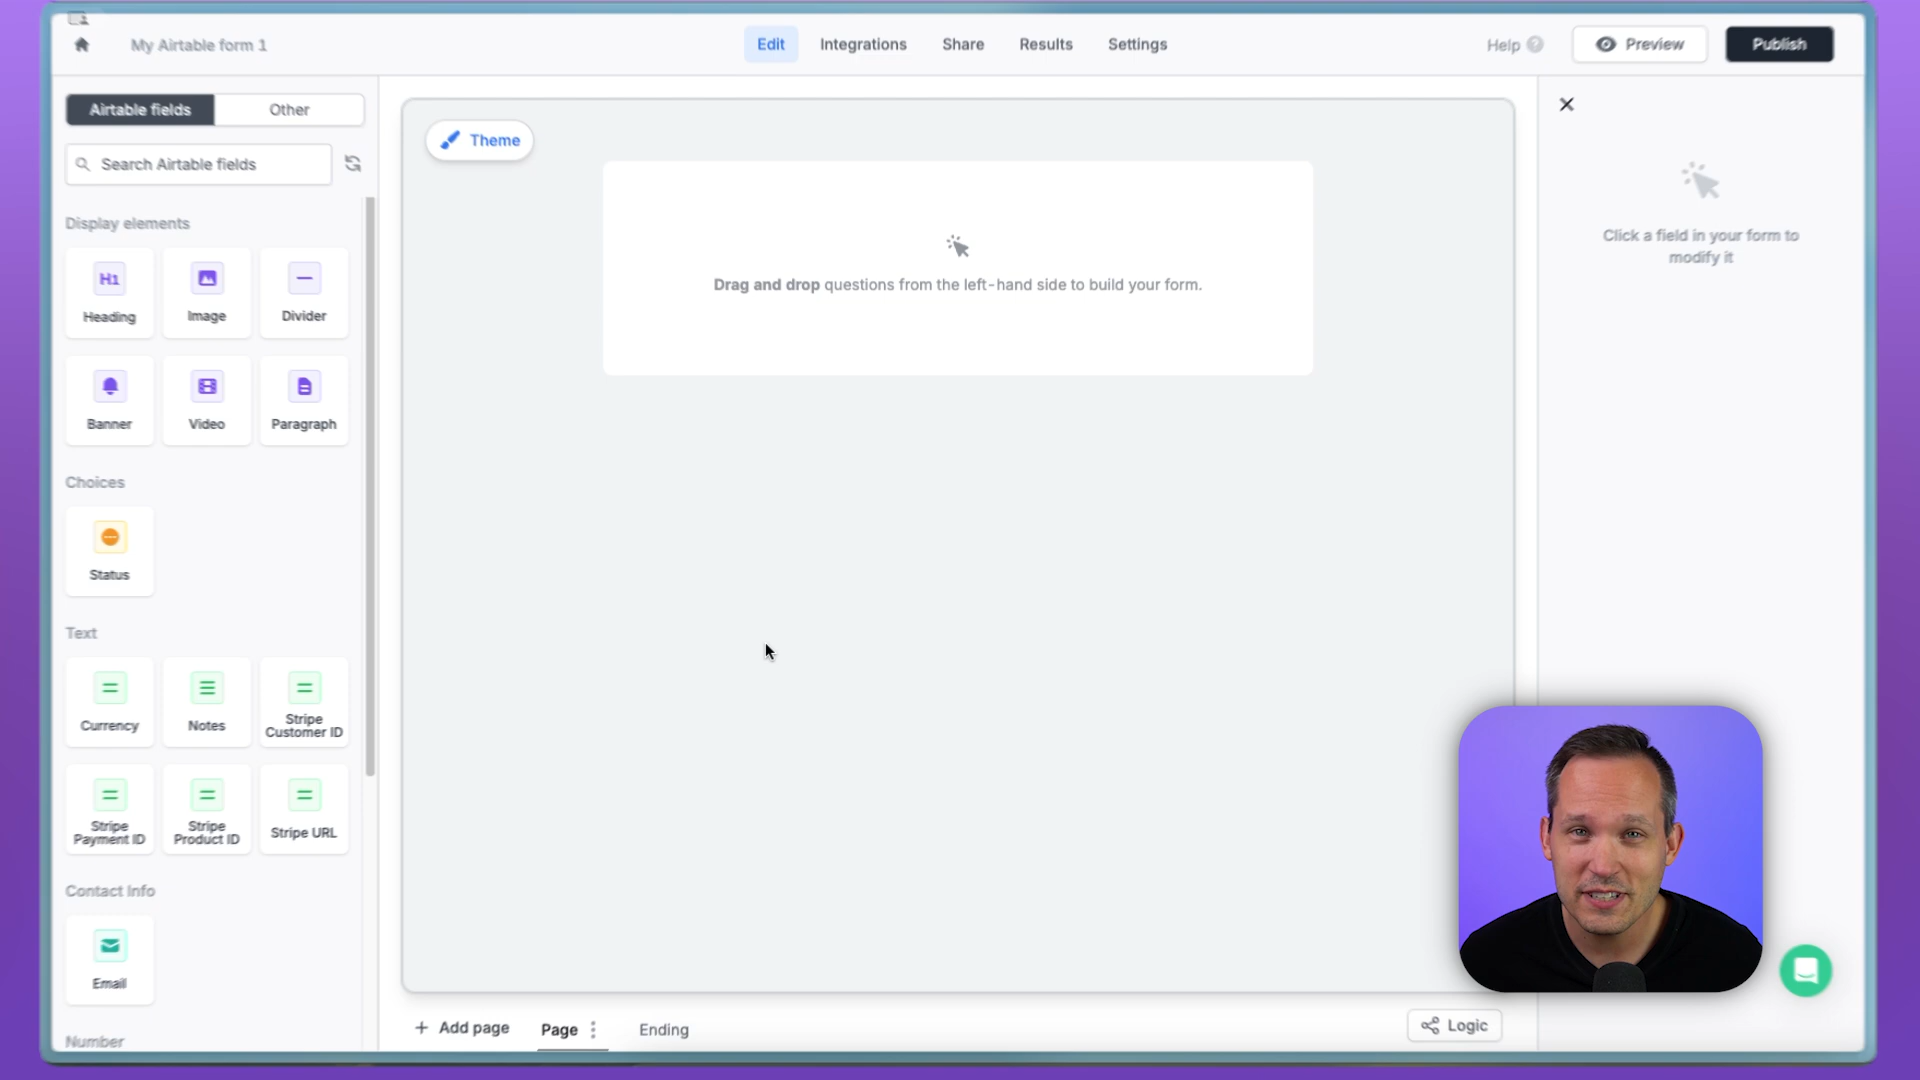 My Airtable form 1
Edit
Integrations
Share
Results
Settings
Help
Preview
Publish
Airtable fields
Other
Search Airtable fields
Display elements
H1
Heading
Image
Divider
Banner
Video
Paragraph
Choices
Status
Text
Currency
Notes
Stripe
Customer ID
Stripe
Payment ID
Stripe
Product ID
Stripe URL
Contact Info
Email
Number
Theme
Drag and drop questions from the left-hand side to build your form.
Click a field in your form to
modify it
+ Add page
Page
Ending
Logic